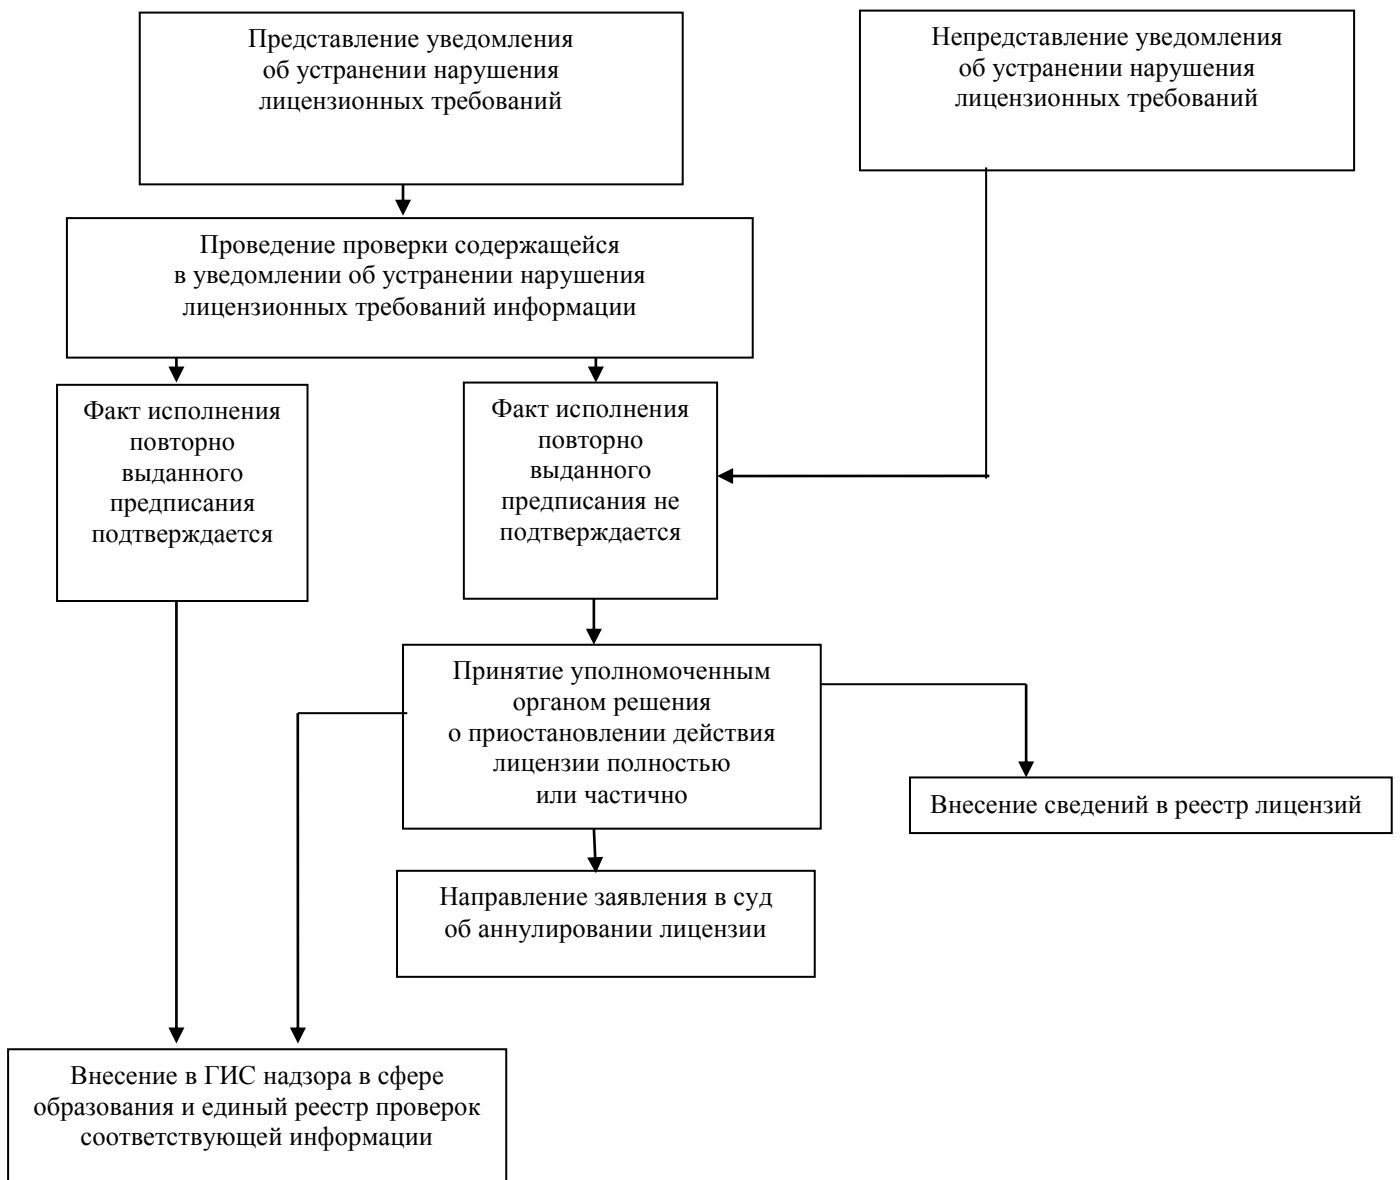 Представление уведомления
об устранении нарушения
лицензионных требований
Непредставление уведомления
об устранении нарушения
лицензионных требований
Проведение проверки содержащейся
в уведомлении об устранении нарушения
лицензионных требований информации
Факт исполнения
повторно
выданного
предписания
подтверждается
Факт исполнения
повторно
выданного
предписания не
подтверждается
Принятие уполномоченным
органом решения
о приостановлении действия
лицензии полностью
или частично
Внесение сведений в реестр лицензий
Направление заявления в суд
об аннулировании лицензии
Внесение в ГИС надзора в сфере
образования и единый реестр проверок
соответствующей информации